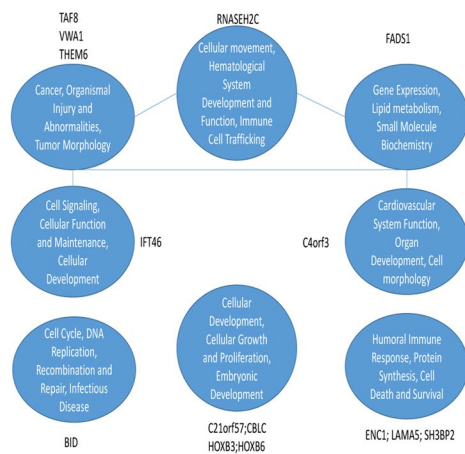 TAF8
VWA1
THEM6
RNASEH2C
FADS1
Cancer, Organismal
Injury and
Abnormalities,
Tumor Morphology
Cellular movement,
Hematological
System
Development and
Function, Immune
Cell Trafficking
Gene Expression,
Lipid metabolism,
Small Molecule
Biochemistry
Cell Signaling,
Cellular Function
and Maintenance,
Cellular
Development
IFT46
C4orf3
Cardiovascular
System Function,
Organ
Development, Cell
morphology
Cell Cycle, DNA
Replication,
Recombination and
Repair, Infectious
Disease
BID
Cellular
Development,
Cellular Growth
and Proliferation,
Embryonic
Development
C21orf57;CBLC
HOXB3;HOXB6
Humoral Immune
Response, Protein
Synthesis, Cell
Death and Survival
ENC1; LAMA5; SH3BP2